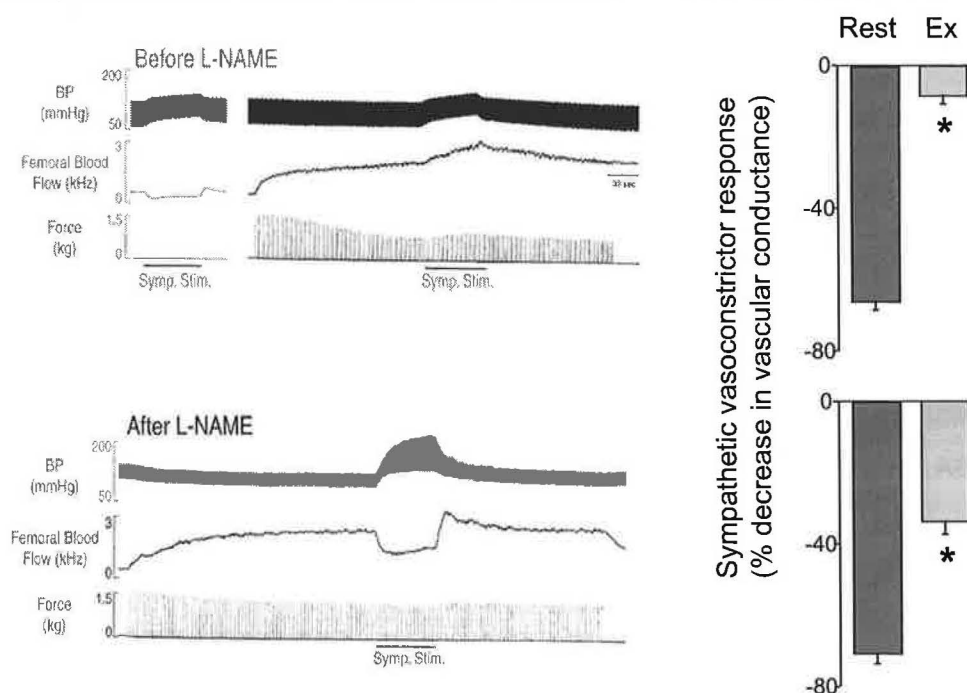 Before L-NAME
200
BP
(mmHg)
50
3
Femoral Blood
Flow (kHz)
0
30 sec
1.5
Force
(kg)
0
Symp. Stim.
Symp. Stim.
After L-NAME
200
BP
(mmHg)
50
3
Femoral Blood
Flow (kHz)
0
1.5
Force
(kg)
0
Symp. Stim.
Sympathetic vasoconstrictor response
(% decrease in vascular conductance)
Rest Ex
0
*
-40
-80
0
-40
*
-80